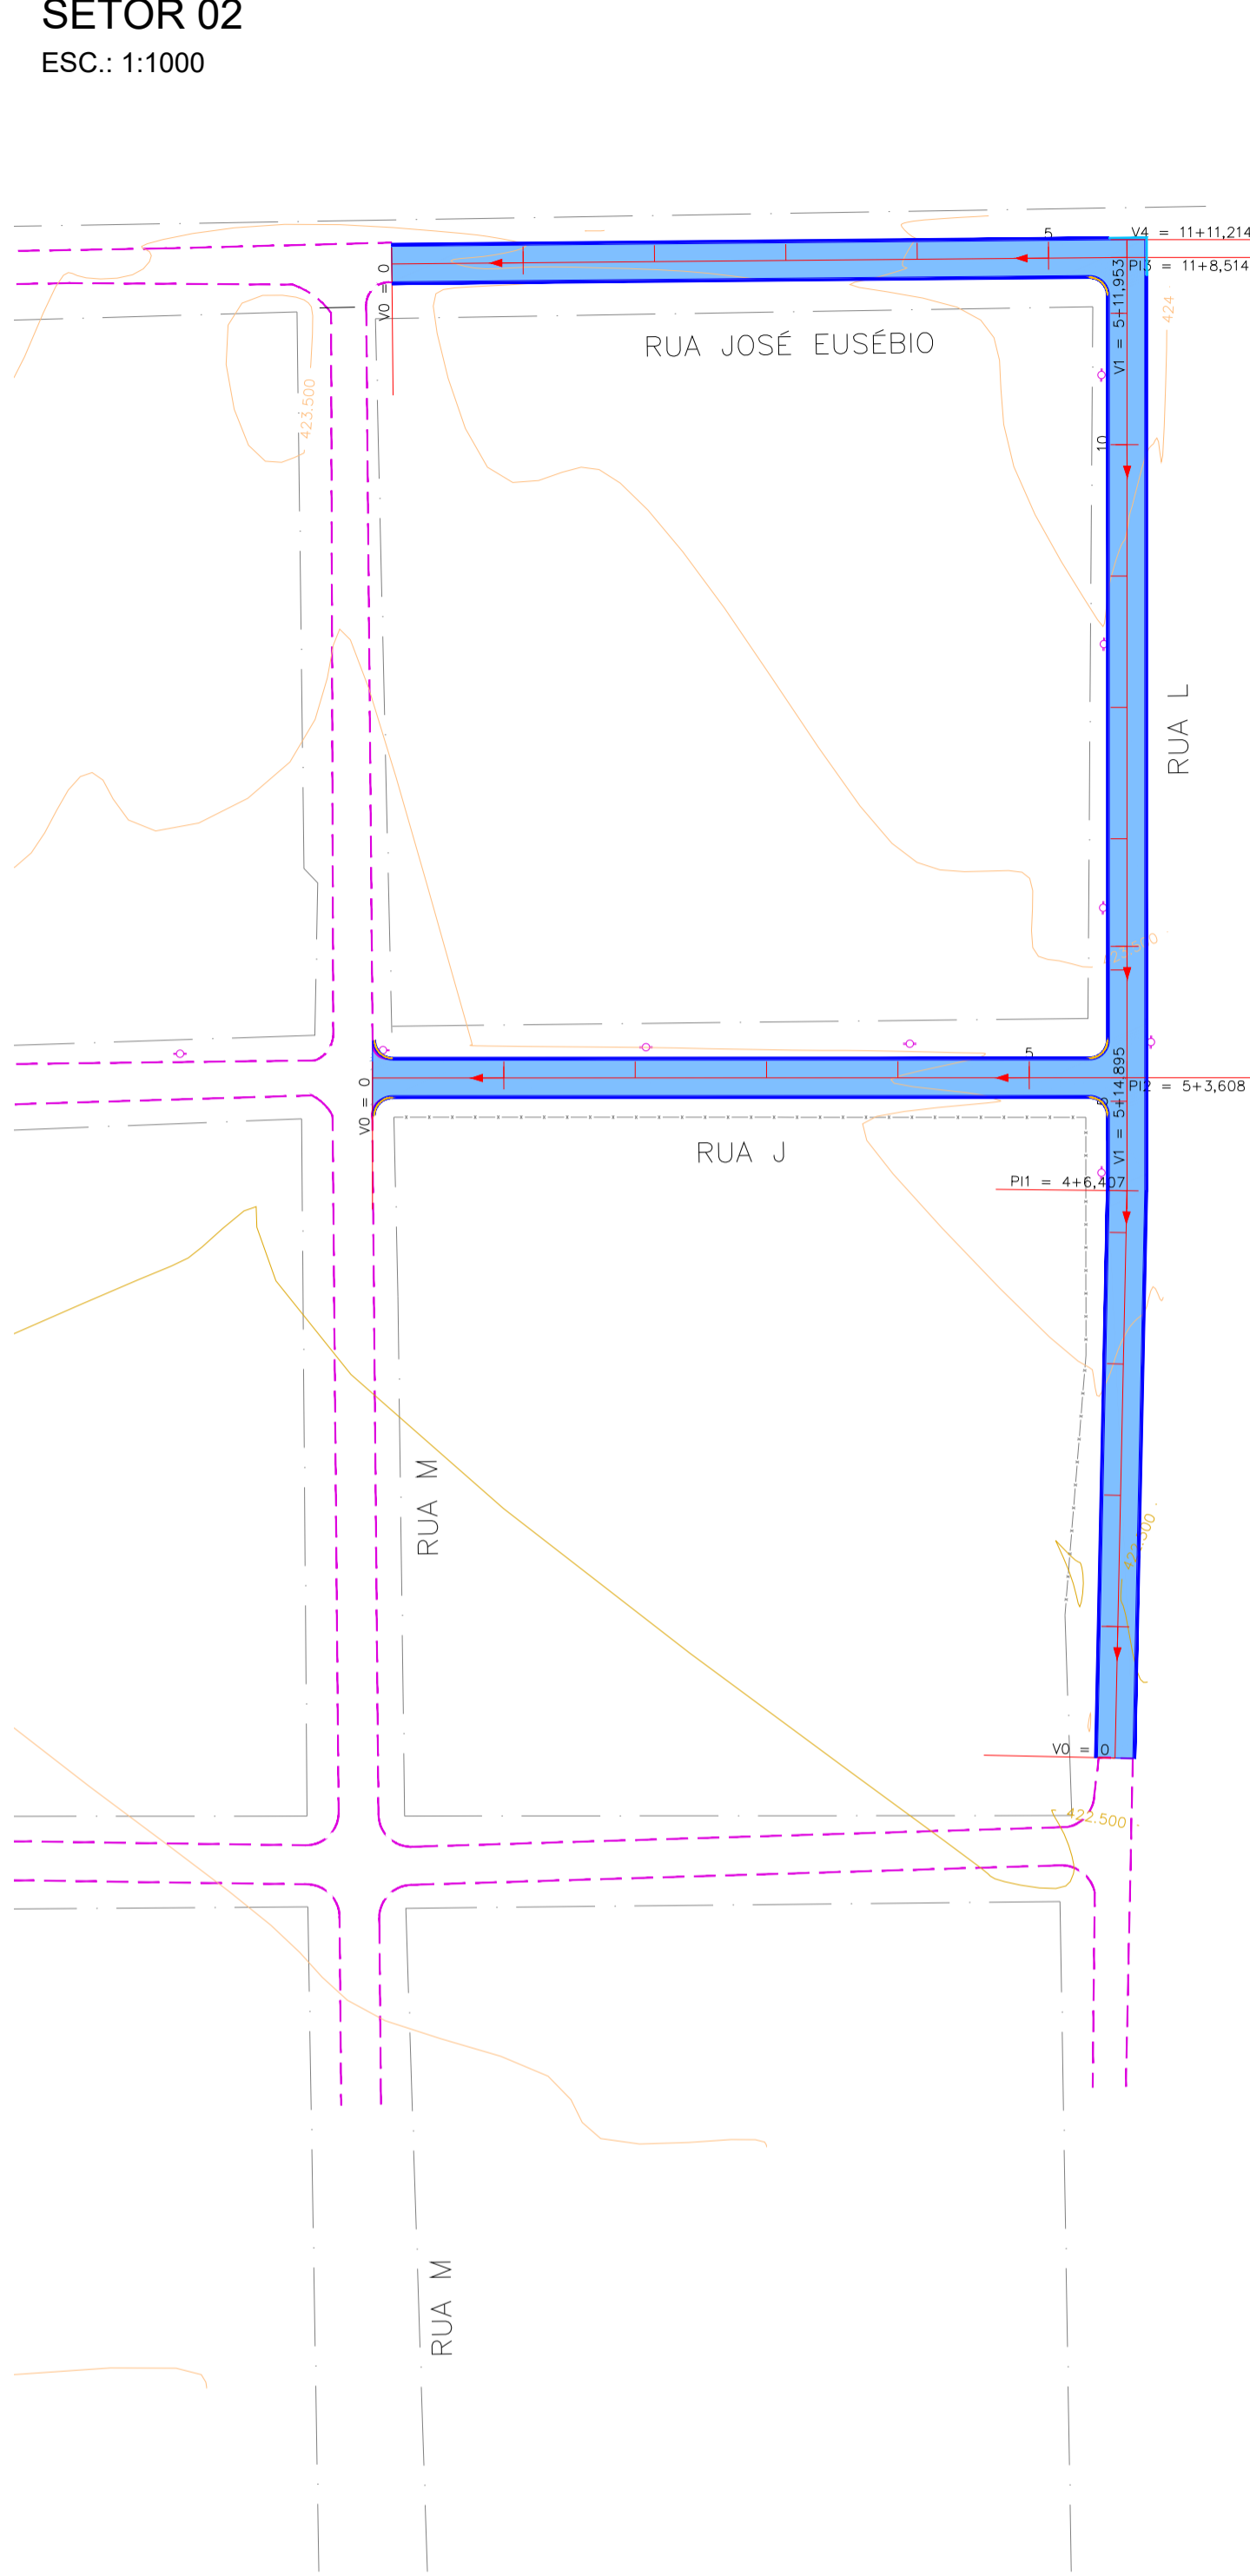 SETOR 02
ESC.: 1:1000
5
V4 = 11+11,214
PI3 = 11+8,514
V0 = 0
V1 = 5+11,953
424
RUA JOSÉ EUSÉBIO
423.500
10
RUA L
5
V0 = 0
V1 = 5+14,895
PI2 = 5+3,608
RUA J
PI1 = 4+6,407
RUA M
V0 = 0
422.500
RUA M